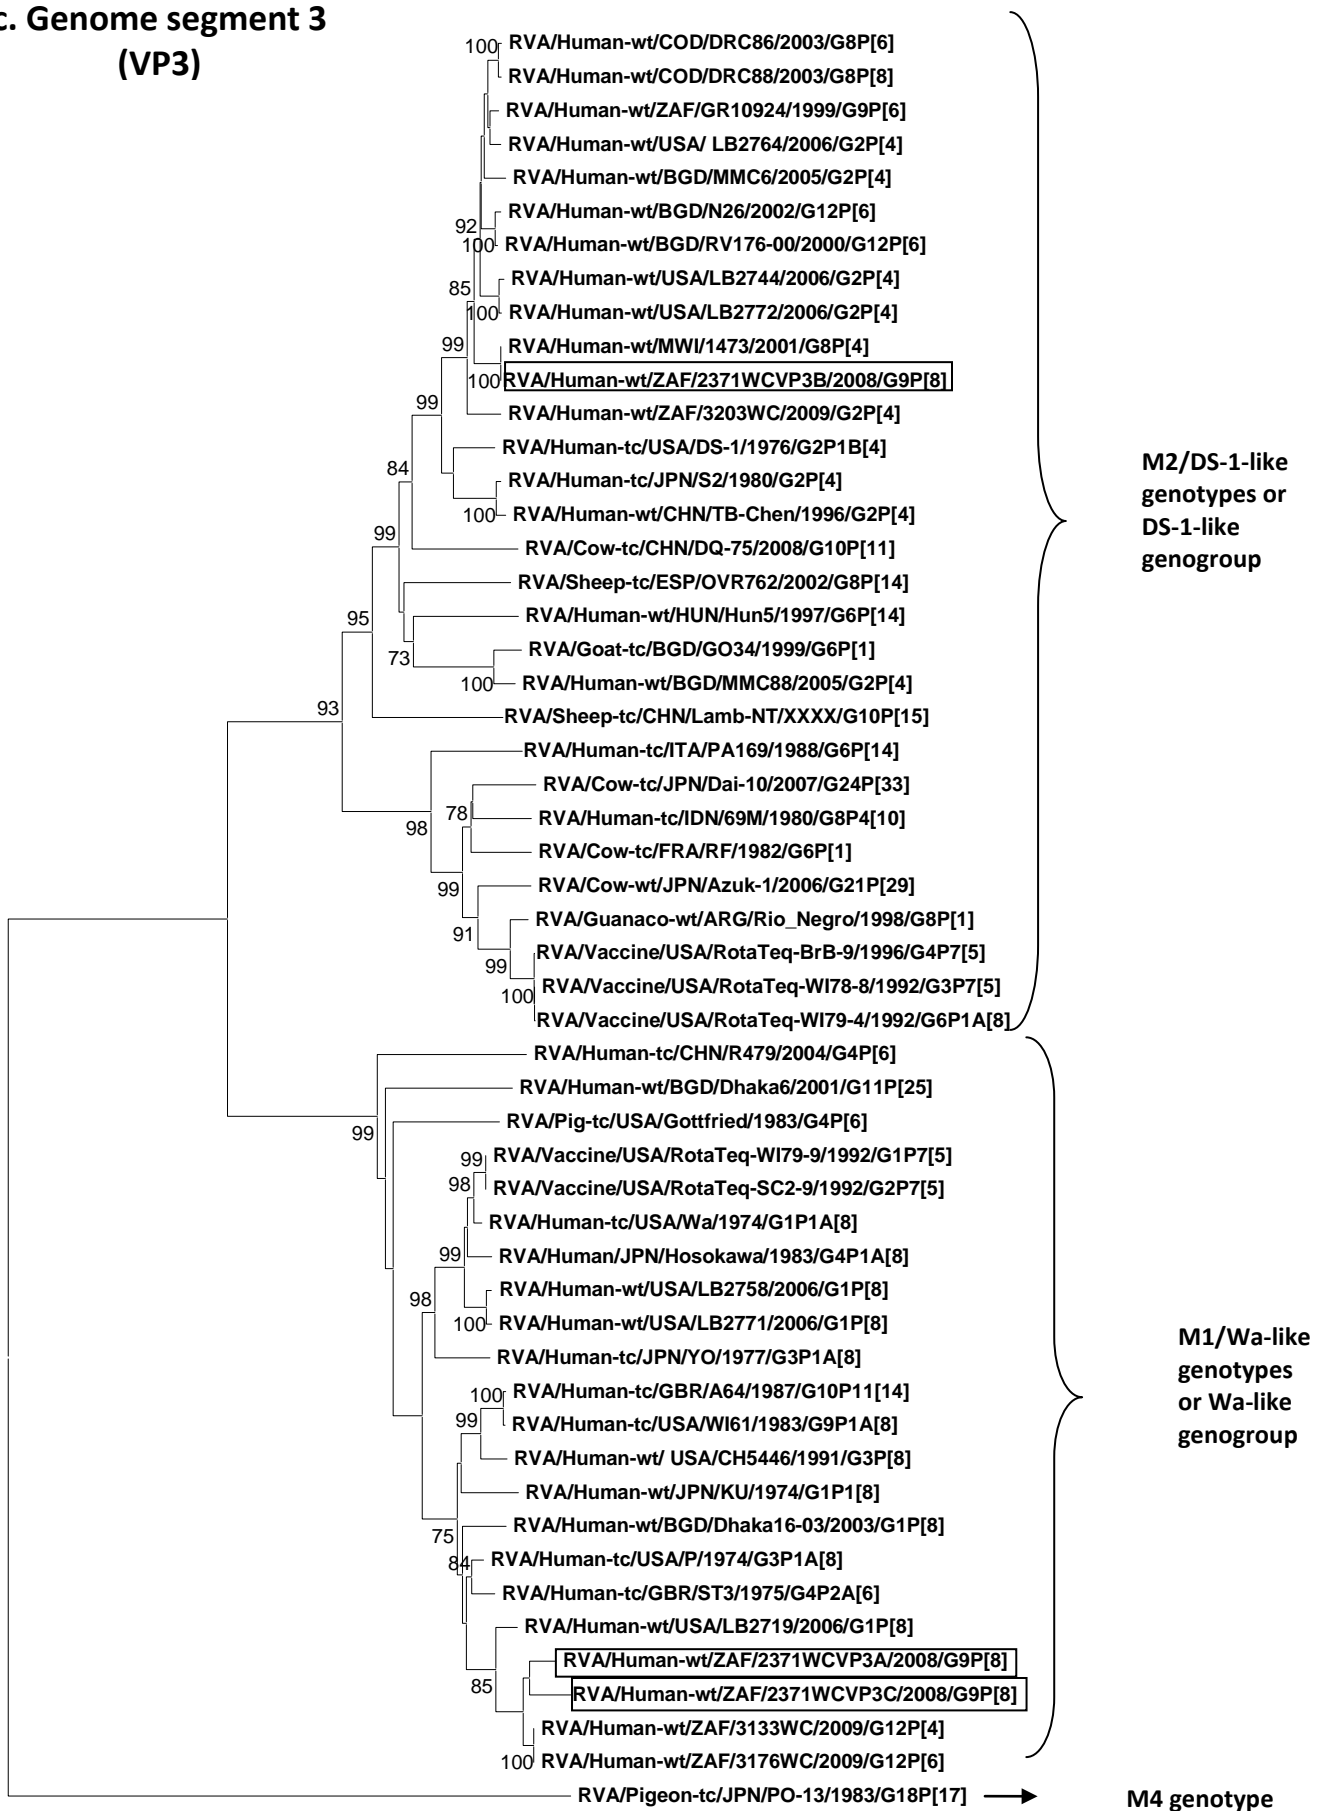 c. Genome segment 3
(VP3)
100
RVA/Human-wt/COD/DRC86/2003/G8P[6]
RVA/Human-wt/COD/DRC88/2003/G8P[8]
RVA/Human-wt/ZAF/GR10924/1999/G9P[6]
RVA/Human-wt/USA/ LB2764/2006/G2P[4]
RVA/Human-wt/BGD/MMC6/2005/G2P[4]
RVA/Human-wt/BGD/N26/2002/G12P[6]
92
100
RVA/Human-wt/BGD/RV176-00/2000/G12P[6]
RVA/Human-wt/USA/LB2744/2006/G2P[4]
85
100
RVA/Human-wt/USA/LB2772/2006/G2P[4]
99
RVA/Human-wt/MWI/1473/2001/G8P[4]
100
RVA/Human-wt/ZAF/2371WCVP3B/2008/G9P[8]
99
RVA/Human-wt/ZAF/3203WC/2009/G2P[4]
RVA/Human-tc/USA/DS-1/1976/G2P1B[4]
84
RVA/Human-tc/JPN/S2/1980/G2P[4]
100
RVA/Human-wt/CHN/TB-Chen/1996/G2P[4]
99
RVA/Cow-tc/CHN/DQ-75/2008/G10P[11]
RVA/Sheep-tc/ESP/OVR762/2002/G8P[14]
95
RVA/Human-wt/HUN/Hun5/1997/G6P[14]
73
RVA/Goat-tc/BGD/GO34/1999/G6P[1]
100
RVA/Human-wt/BGD/MMC88/2005/G2P[4]
93
RVA/Sheep-tc/CHN/Lamb-NT/XXXX/G10P[15]
RVA/Human-tc/ITA/PA169/1988/G6P[14]
RVA/Cow-tc/JPN/Dai-10/2007/G24P[33]
78
98
RVA/Human-tc/IDN/69M/1980/G8P4[10]
RVA/Cow-tc/FRA/RF/1982/G6P[1]
99
RVA/Cow-wt/JPN/Azuk-1/2006/G21P[29]
91
RVA/Guanaco-wt/ARG/Rio_Negro/1998/G8P[1]
99
RVA/Vaccine/USA/RotaTeq-BrB-9/1996/G4P7[5]
100
RVA/Vaccine/USA/RotaTeq-WI78-8/1992/G3P7[5]
RVA/Vaccine/USA/RotaTeq-WI79-4/1992/G6P1A[8]
M2/DS-1-like
genotypes or
DS-1-like
genogroup
RVA/Human-tc/CHN/R479/2004/G4P[6]
RVA/Human-wt/BGD/Dhaka6/2001/G11P[25]
99
RVA/Pig-tc/USA/Gottfried/1983/G4P[6]
99
RVA/Vaccine/USA/RotaTeq-WI79-9/1992/G1P7[5]
98
RVA/Vaccine/USA/RotaTeq-SC2-9/1992/G2P7[5]
RVA/Human-tc/USA/Wa/1974/G1P1A[8]
99
RVA/Human/JPN/Hosokawa/1983/G4P1A[8]
98
RVA/Human-wt/USA/LB2758/2006/G1P[8]
100
RVA/Human-wt/USA/LB2771/2006/G1P[8]
RVA/Human-tc/JPN/YO/1977/G3P1A[8]
100
RVA/Human-tc/GBR/A64/1987/G10P11[14]
99
RVA/Human-tc/USA/WI61/1983/G9P1A[8]
RVA/Human-wt/ USA/CH5446/1991/G3P[8]
RVA/Human-wt/JPN/KU/1974/G1P1[8]
75
RVA/Human-wt/BGD/Dhaka16-03/2003/G1P[8]
84
RVA/Human-tc/USA/P/1974/G3P1A[8]
RVA/Human-tc/GBR/ST3/1975/G4P2A[6]
RVA/Human-wt/USA/LB2719/2006/G1P[8]
85
RVA/Human-wt/ZAF/2371WCVP3A/2008/G9P[8]
RVA/Human-wt/ZAF/2371WCVP3C/2008/G9P[8]
RVA/Human-wt/ZAF/3133WC/2009/G12P[4]
100
RVA/Human-wt/ZAF/3176WC/2009/G12P[6]
M1/Wa-like
genotypes
or Wa-like
genogroup
RVA/Pigeon-tc/JPN/PO-13/1983/G18P[17]
M4 genotype